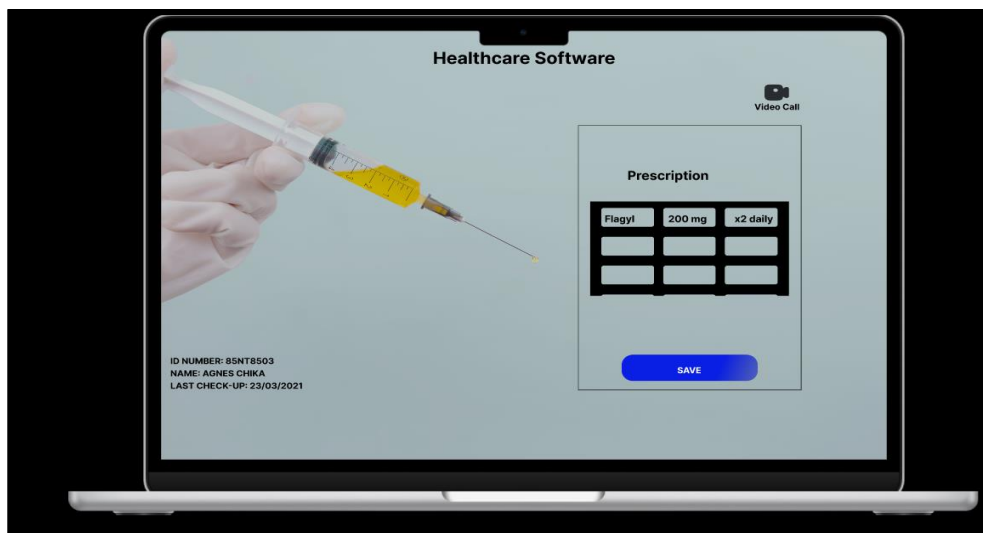 Healthcare Software
Video Call
Prescription
Flagyl 200 mg x2 daily
SAVE
ID NUMBER: 85NT8503
NAME: AGNES CHIKA
LAST CHECK-UP: 23/03/2021